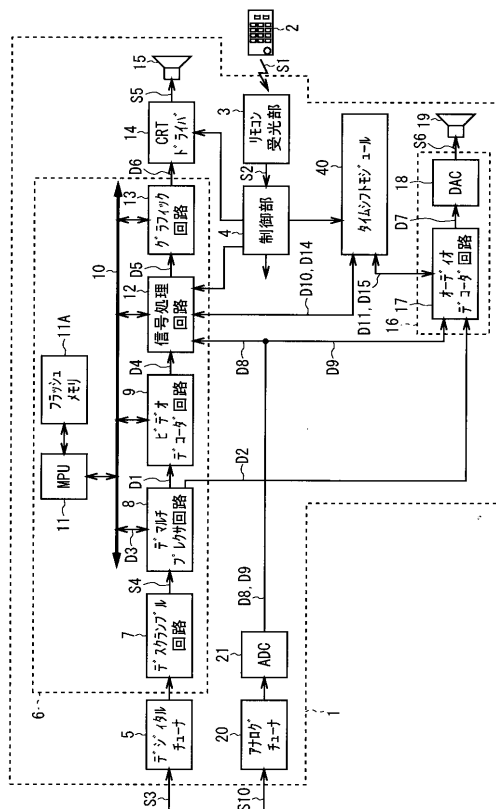 15
S5
14
CRT
ドライバ
D6
13
グラフィック
回路
D5
12
信号処理
回路
D4
9
ビデオ
デコーダ回路
D1
8
デマルチ
プレクサ回路
D3
S4
7
デスクランブル
回路
6
10
11A
フラッシュ
メモリ
MPU
11
2
S1
3
リモコン
受光部
S2
4
制御部
40
タイムシフトモジュール
D10, D14
D11, D15
D8
D9
D2
19
S6
18
DAC
D7
17
16
オーディオ
デコーダ回路
D8, D9
21
ADC
5
デジィタル
チューナ
20
アナログ
チューナ
S3
S10
1